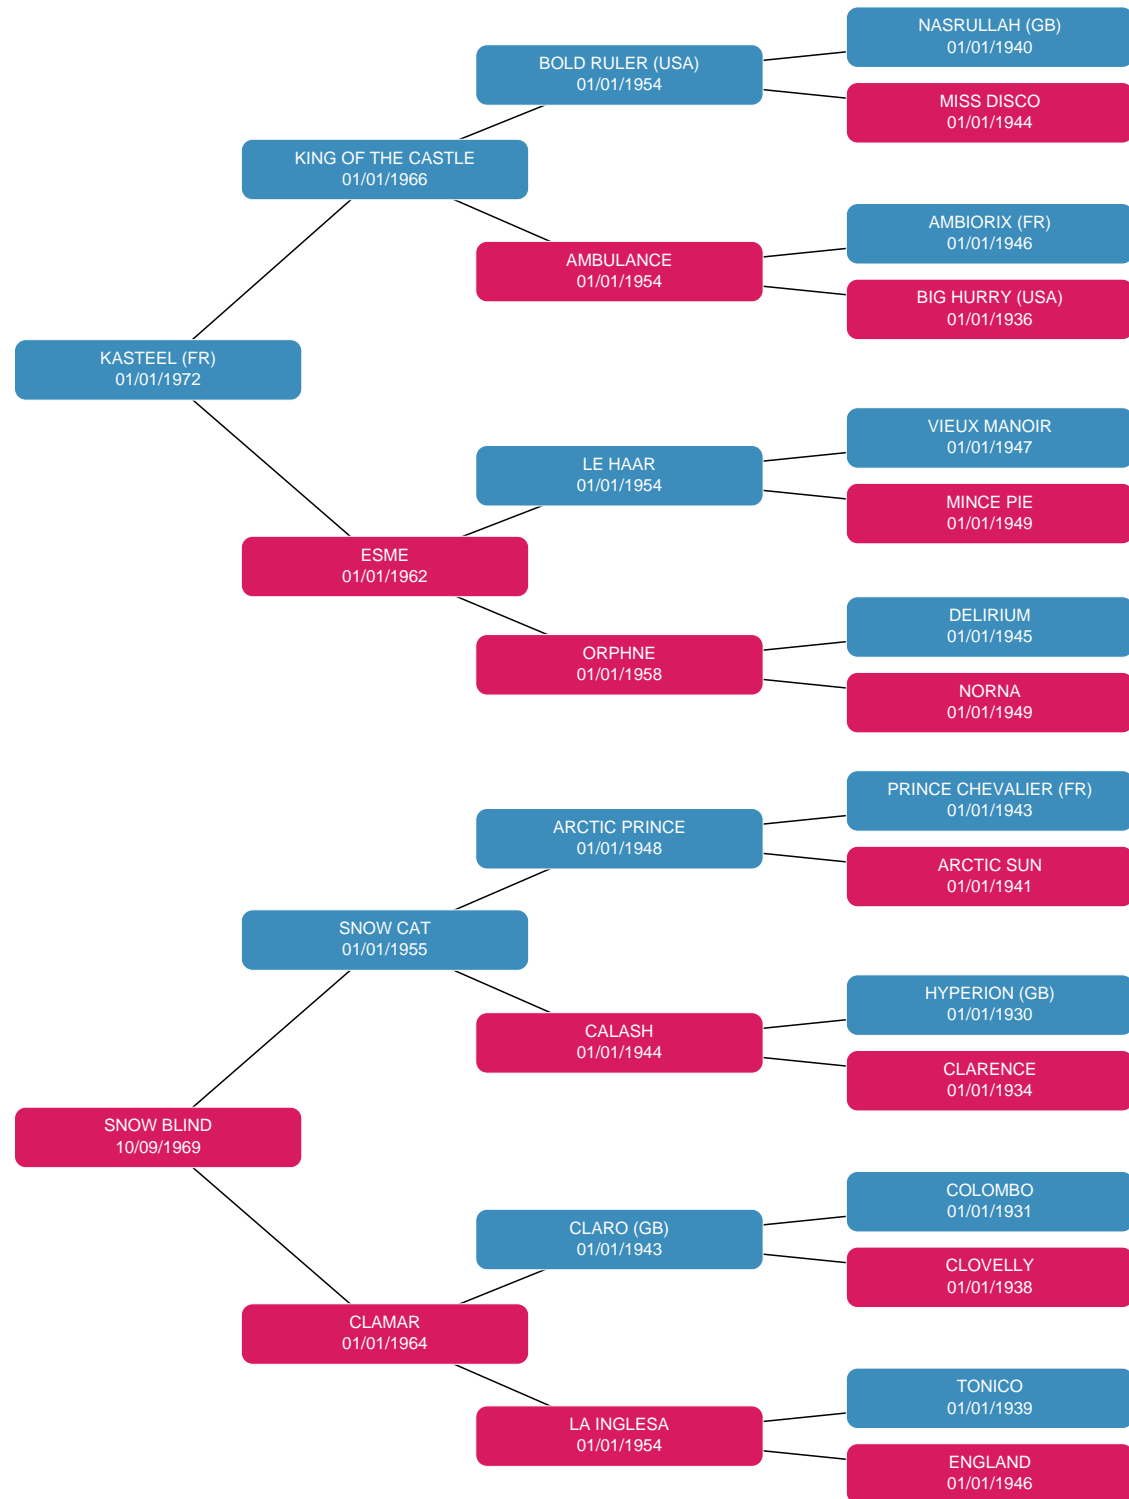 NASRULLAH (GB)
01/01/1940
BOLD RULER (USA)
01/01/1954
MISS DISCO
01/01/1944
KING OF THE CASTLE
01/01/1966
AMBIORIX (FR)
01/01/1946
AMBULANCE
01/01/1954
BIG HURRY (USA)
01/01/1936
KASTEEL (FR)
01/01/1972
VIEUX MANOIR
01/01/1947
LE HAAR
01/01/1954
MINCE PIE
01/01/1949
ESME
01/01/1962
DELIRIUM
01/01/1945
ORPHNE
01/01/1958
NORNA
01/01/1949
PRINCE CHEVALIER (FR)
01/01/1943
ARCTIC PRINCE
01/01/1948
ARCTIC SUN
01/01/1941
SNOW CAT
01/01/1955
HYPERION (GB)
01/01/1930
CALASH
01/01/1944
CLARENCE
01/01/1934
SNOW BLIND
10/09/1969
COLOMBO
01/01/1931
CLARO (GB)
01/01/1943
CLOVELLY
01/01/1938
CLAMAR
01/01/1964
TONICO
01/01/1939
LA INGLESA
01/01/1954
ENGLAND
01/01/1946